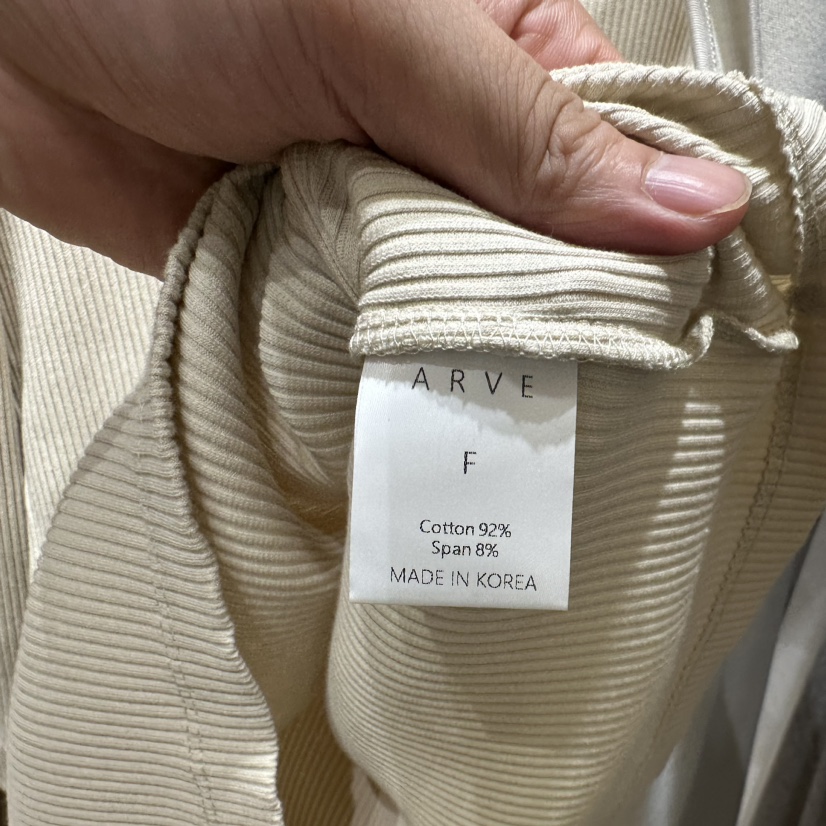 ARVE
F
Cotton 92%
Span 8%
MADE IN KOREA